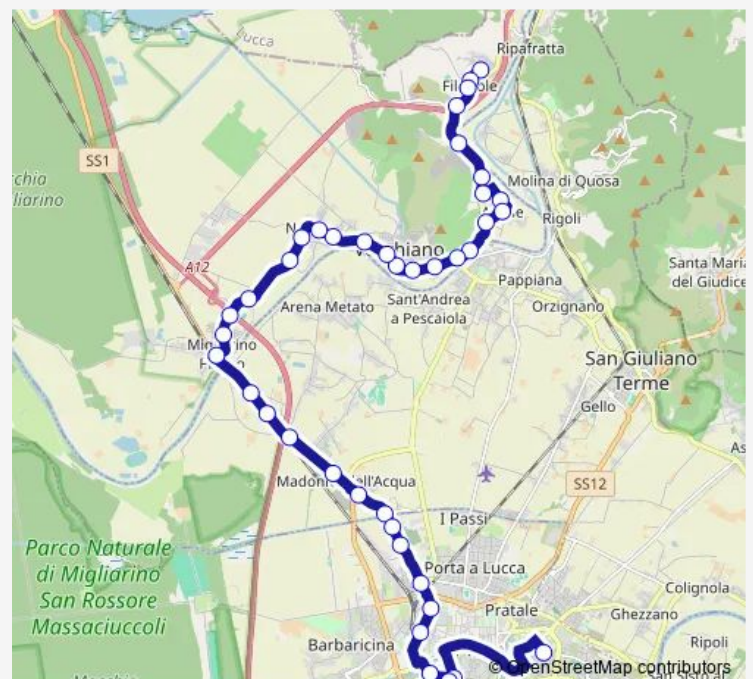 Lucca
Ripafratta
SS1
Molina di Quosa
Rigoli
A12
Santa Maria
del Giudice
Pappiana
Arena Metato
Sant'Andrea
a Pescaiola
Orzignano
San Giuliano
Terme
Gello
SS12
I Passi
Parco Naturale
di Migliarino
San Rossore
Massaciuccoli
Porta a Lucca
Pratale
Colignola
Ghezzano
Barbaricina
Ripoli
© OpenStreetMap contributors